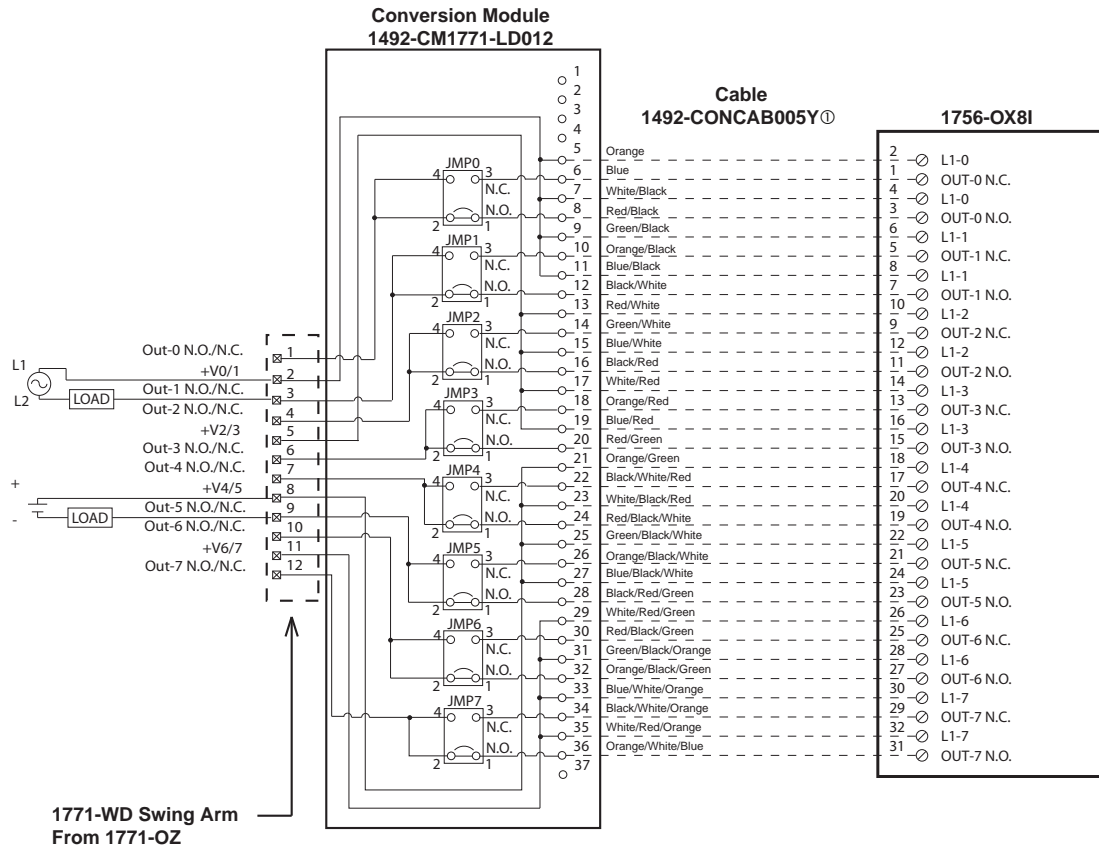 Conversion Module
1492-CM1771-LD012
Cable
1492-CONCAB005Y①
1756-OX8I
1
2
3
4
5 Orange 2 L1-0
6 Blue 1 OUT-0 N.C.
7 White/Black 4 L1-0
8 Red/Black 3 OUT-0 N.O.
9 Green/Black 6 L1-1
10 Orange/Black 5 OUT-1 N.C.
11 Blue/Black 8 L1-1
12 Black/White 7 OUT-1 N.O.
13 Red/White 10 L1-2
14 Green/White 9 OUT-2 N.C.
15 Blue/White 12 L1-2
16 Black/Red 11 OUT-2 N.O.
17 White/Red 14 L1-3
18 Orange/Red 13 OUT-3 N.C.
19 Blue/Red 16 L1-3
20 Red/Green 15 OUT-3 N.O.
21 Orange/Green 18 L1-4
22 Black/White/Red 17 OUT-4 N.C.
23 White/Black/Red 20 L1-4
24 Red/Black/White 19 OUT-4 N.O.
25 Green/Black/White 22 L1-5
26 Orange/Black/White 21 OUT-5 N.C.
27 Blue/Black/White 24 L1-5
28 Black/Red/Green 23 OUT-5 N.O.
29 White/Red/Green 26 L1-6
30 Red/Black/Green 25 OUT-6 N.C.
31 Green/Black/Orange 28 L1-6
32 Orange/Black/Green 27 OUT-6 N.O.
33 Blue/White/Orange 30 L1-7
34 Black/White/Orange 29 OUT-7 N.C.
35 White/Red/Orange 32 L1-7
36 Orange/White/Blue 31 OUT-7 N.O.
37
JMP0
4 3
N.C.
N.O.
2 1
JMP1
4 3
N.C.
N.O.
2 1
JMP2
4 3
N.C.
N.O.
2 1
JMP3
4 3
N.C.
N.O.
2 1
JMP4
4 3
N.C.
N.O.
2 1
JMP5
4 3
N.C.
N.O.
2 1
JMP6
4 3
N.C.
N.O.
2 1
JMP7
4 3
N.C.
N.O.
2 1
Out-0 N.O./N.C. 1
+V0/1 2
Out-1 N.O./N.C. 3
Out-2 N.O./N.C. 4
+V2/3 5
Out-3 N.O./N.C. 6
Out-4 N.O./N.C. 7
+V4/5 8
Out-5 N.O./N.C. 9
Out-6 N.O./N.C. 10
+V6/7 11
Out-7 N.O./N.C. 12
L1
L2
LOAD
+
-
LOAD
1771-WD Swing Arm
From 1771-OZ